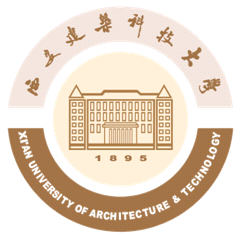 西安建築科技大學
1895
XI'AN UNIVERSITY OF ARCHITECTURE & TECHNOLOGY